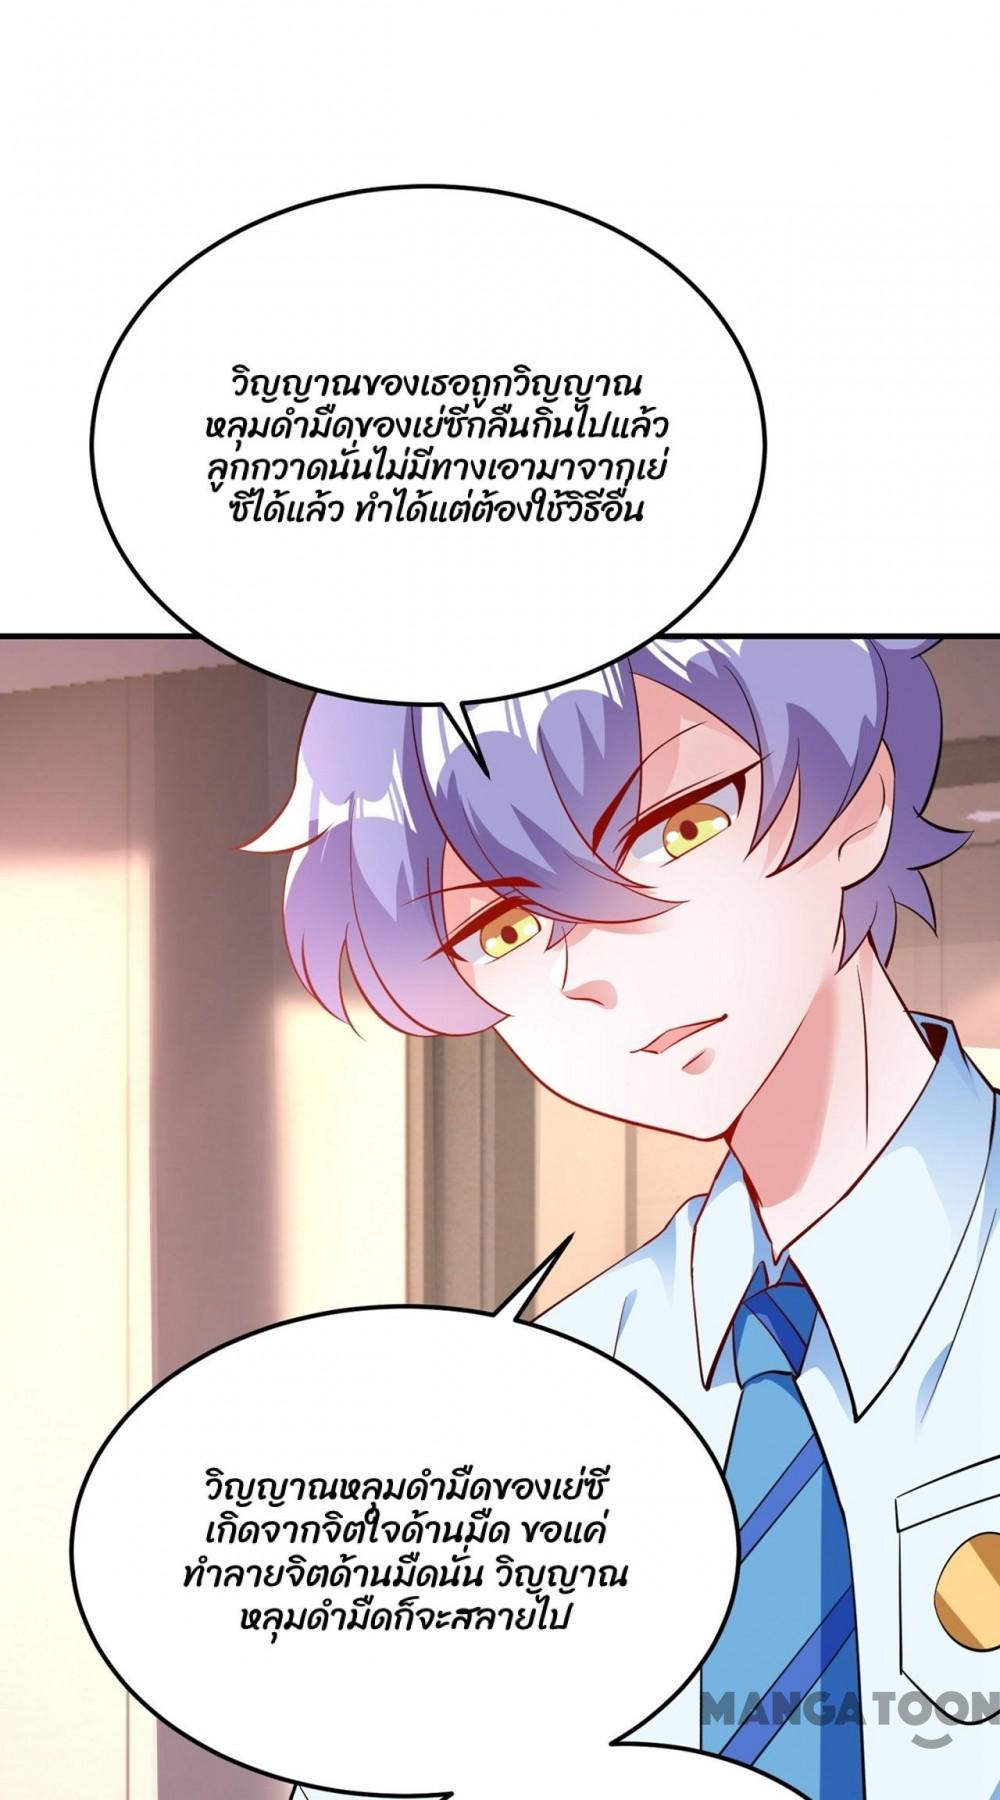 วิญญาณของเธอถูกวิญญาณ
หลุมดำมืดของเย่ซีกลืนกินไปแล้ว
ลูกกวาดนั่นไม่มีทางเอามาจากเย่
ซีได้แล้ว ทำได้แต่ต้องใช้วิธีอื่น
วิญญาณหลุมดำมืดของเย่ซี
เกิดจากจิตใจด้านมืด ขอแค่
ทำลายจิตด้านมืดนั่น วิญญาณ
หลุมดำมืดก็จะสลายไป
MANGATOON